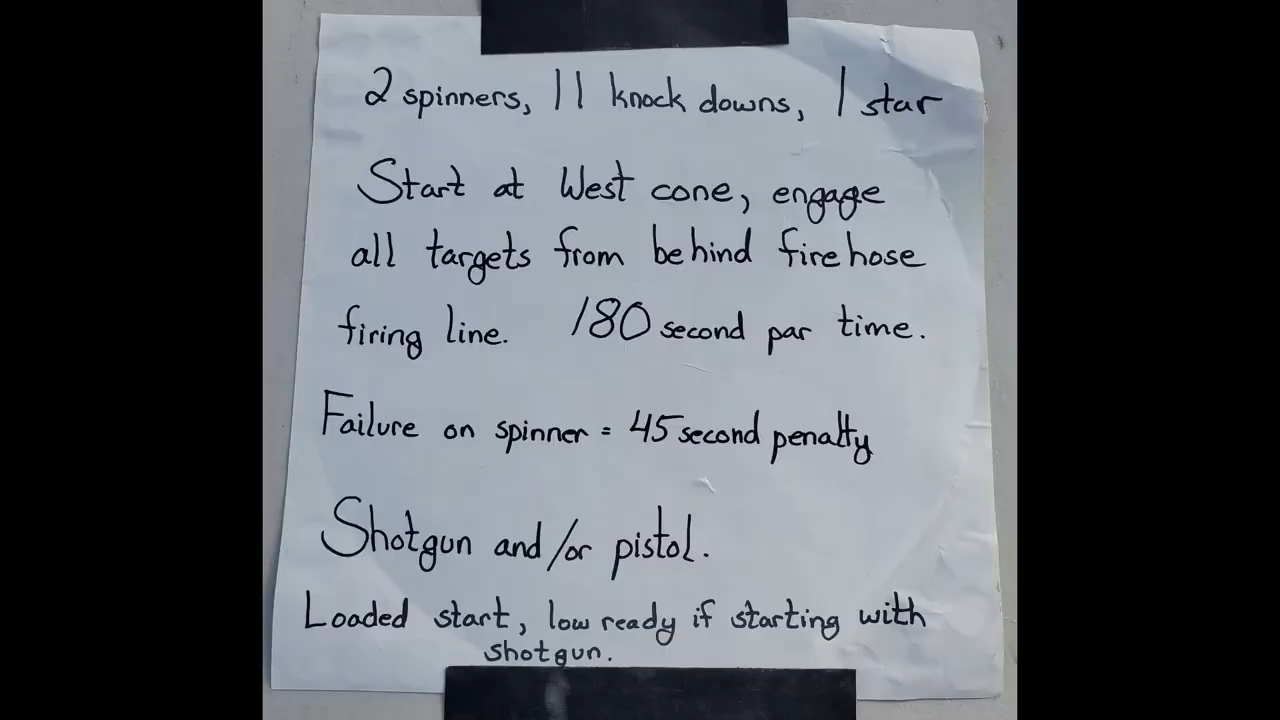 2 spinners, 11 knock downs, 1 star
Start at West cone, engage
all targets from behind firehose
firing line. 180 second par time.
Failure on spinner = 45 second penalty
Shotgun and/or pistol.
Loaded start, low ready if starting with
shotgun.